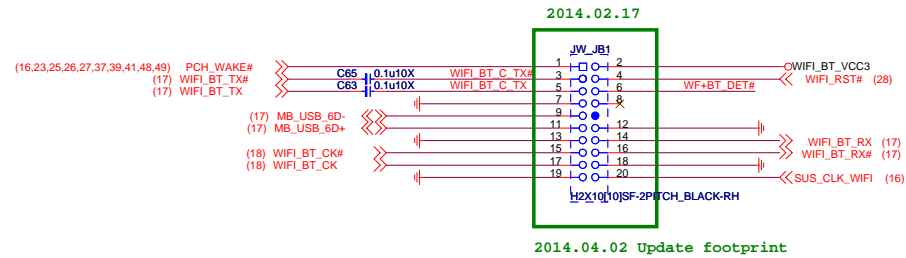 2014.02.17
JW_JB1
(16,23,25,26,27,37,39,41,48,49) PCH_WAKE# 1 2 WIFI_BT_VCC3
(17) WIFI_BT_TX# C65 0.1u10X WIFI_BT_C_TX# 3 4 WIFI_RST# (28)
(17) WIFI_BT_TX C63 0.1u10X WIFI_BT_C_TX 5 6 WF+BT_DET#
7 8
(17) MB_USB_6D- 9
(17) MB_USB_6D+ 11 12
13 14 WIFI_BT_RX (17)
(18) WIFI_BT_CK# 15 16 WIFI_BT_RX# (17)
(18) WIFI_BT_CK 17 18
19 20 SUS_CLK_WIFI (16)
H2X10[10]SF-2PITCH_BLACK-RH
2014.04.02 Update footprint